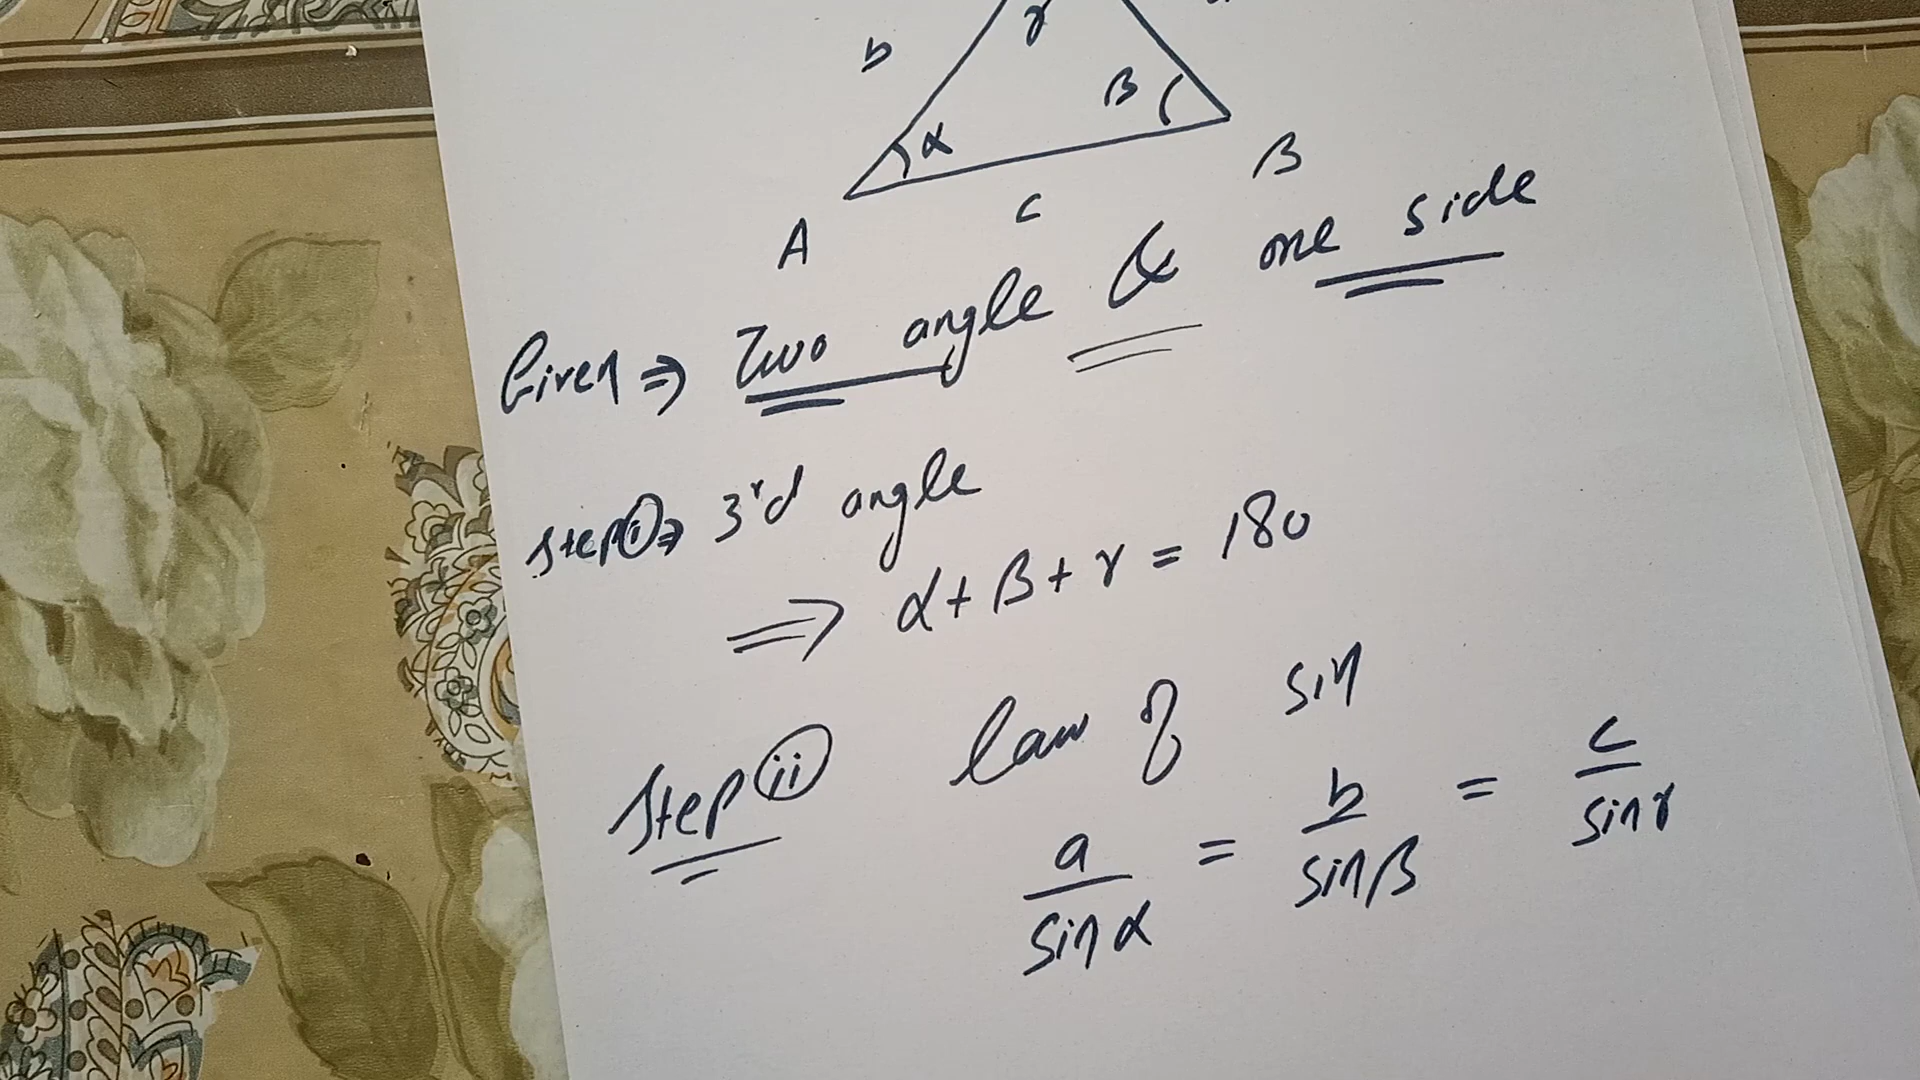 γ
b
β
α
B
c
A
Given ⇒ Two angle & one side
Step (i) ⇒ 3rd angle
⇒ α + β + γ = 180
Step (ii) law of sin
a/sin α = b/sin β = c/sin γ